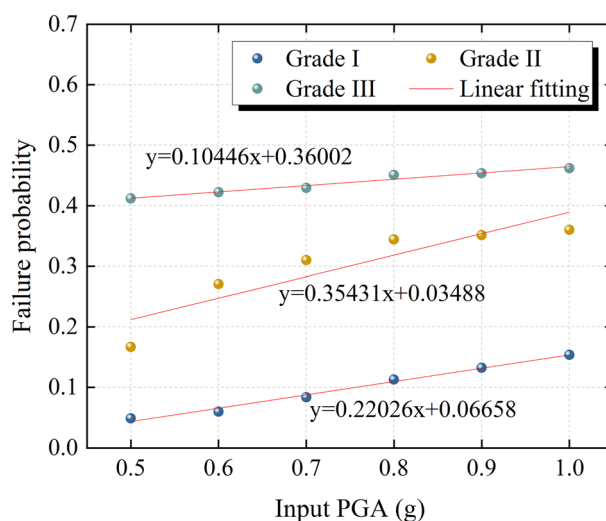 0.7
0.6
0.5
0.4
0.3
0.2
0.1
0.0
Failure probability
Grade I
Grade II
Grade III
Linear fitting
y=0.10446x+0.36002
y=0.35431x+0.03488
y=0.22026x+0.06658
0.5 0.6 0.7 0.8 0.9 1.0
Input PGA (g)